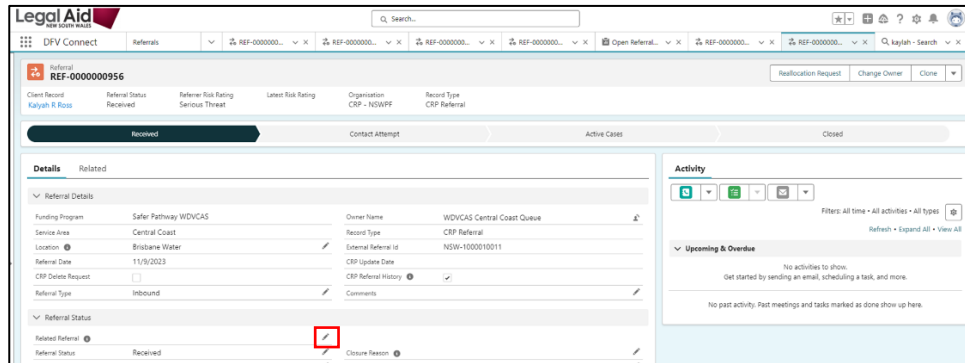 Legal Aid
NEW SOUTH WALES
Search...
DFV Connect
Referrals
REF-0000000...
REF-0000000...
REF-0000000...
REF-0000000...
Open Referral...
REF-0000000...
REF-0000000...
kaylah - Search
Referral
REF-0000000956
Reallocation Request
Change Owner
Clone
Client Record
Referral Status
Referrer Risk Rating
Latest Risk Rating
Organisation
Record Type
Kalyah R Ross
Received
Serious Threat
CRP - NSWPF
CRP Referral
Received
Contact Attempt
Active Cases
Closed
Details
Related
Referral Details
Funding Program
Safer Pathway WDVCAS
Owner Name
WDVCAS Central Coast Queue
Service Area
Central Coast
Record Type
CRP Referral
Location
Brisbane Water
External Referral Id
NSW-1000010011
Referral Date
11/9/2023
CRP Update Date
CRP Delete Request
CRP Referral History
Referral Type
Inbound
Comments
Referral Status
Related Referral
Referral Status
Received
Closure Reason
Activity
Filters: All time • All activities • All types
Refresh • Expand All • View All
Upcoming & Overdue
No activities to show.
Get started by sending an email, scheduling a task, and more.
No past activity. Past meetings and tasks marked as done show up here.